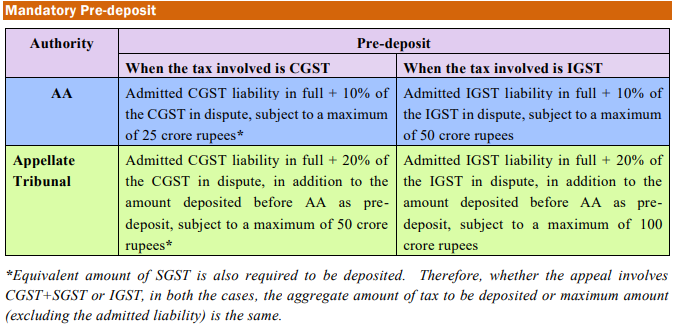 Mandatory Pre-deposit
Authority
Pre-deposit
When the tax involved is CGST
When the tax involved is IGST
AA
Admitted CGST liability in full + 10% of
the CGST in dispute, subject to a maximum
of 25 crore rupees*
Admitted IGST liability in full + 10% of
the IGST in dispute, subject to a maximum
of 50 crore rupees
Appellate
Tribunal
Admitted CGST liability in full + 20% of
the CGST in dispute, in addition to the
amount deposited before AA as pre-
deposit, subject to a maximum of 50 crore
rupees*
Admitted IGST liability in full + 20% of
the IGST in dispute, in addition to the
amount deposited before AA as pre-
deposit, subject to a maximum of 100
crore rupees
*Equivalent amount of SGST is also required to be deposited. Therefore, whether the appeal involves
CGST+SGST or IGST, in both the cases, the aggregate amount of tax to be deposited or maximum amount
(excluding the admitted liability) is the same.